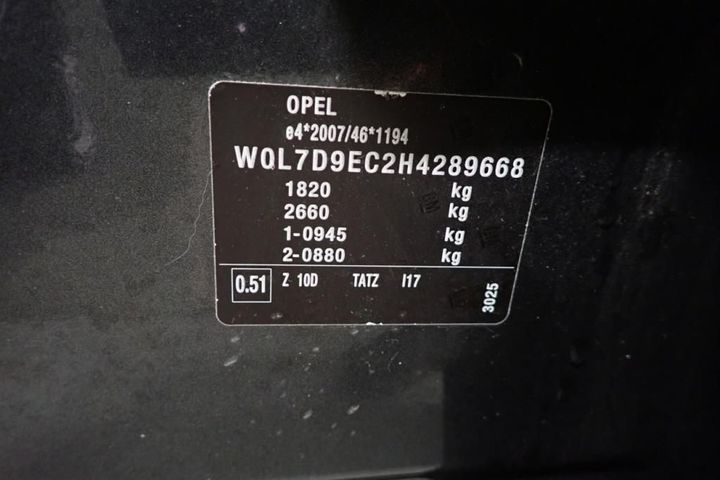 OPEL
e4*2007/46*1194
W0L7D9EC2H4289668
1820 kg
2660 kg
1-0945 kg
2-0880 kg
0.51 Z 10D TATZ I17
3025